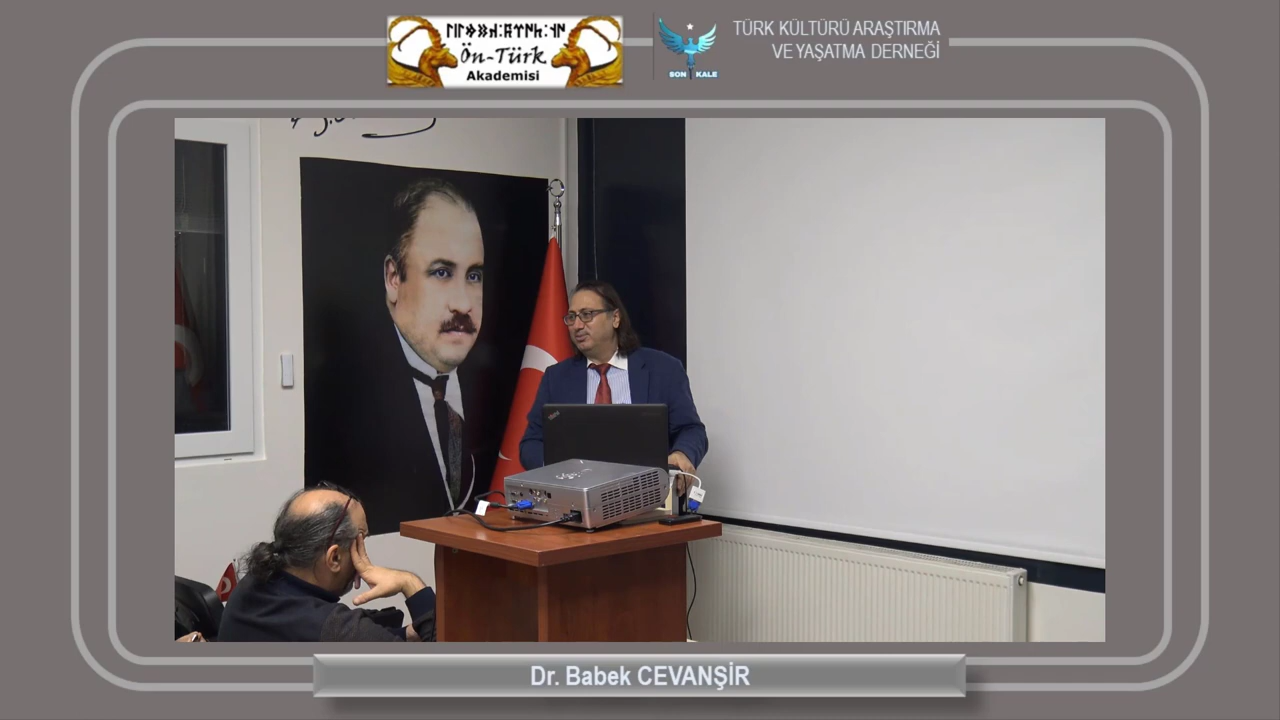 Ön-Türk
Akademisi
SON KALE
TÜRK KÜLTÜRÜ ARAŞTIRMA
VE YAŞATMA DERNEĞİ
Dr. Babek CEVANŞİR